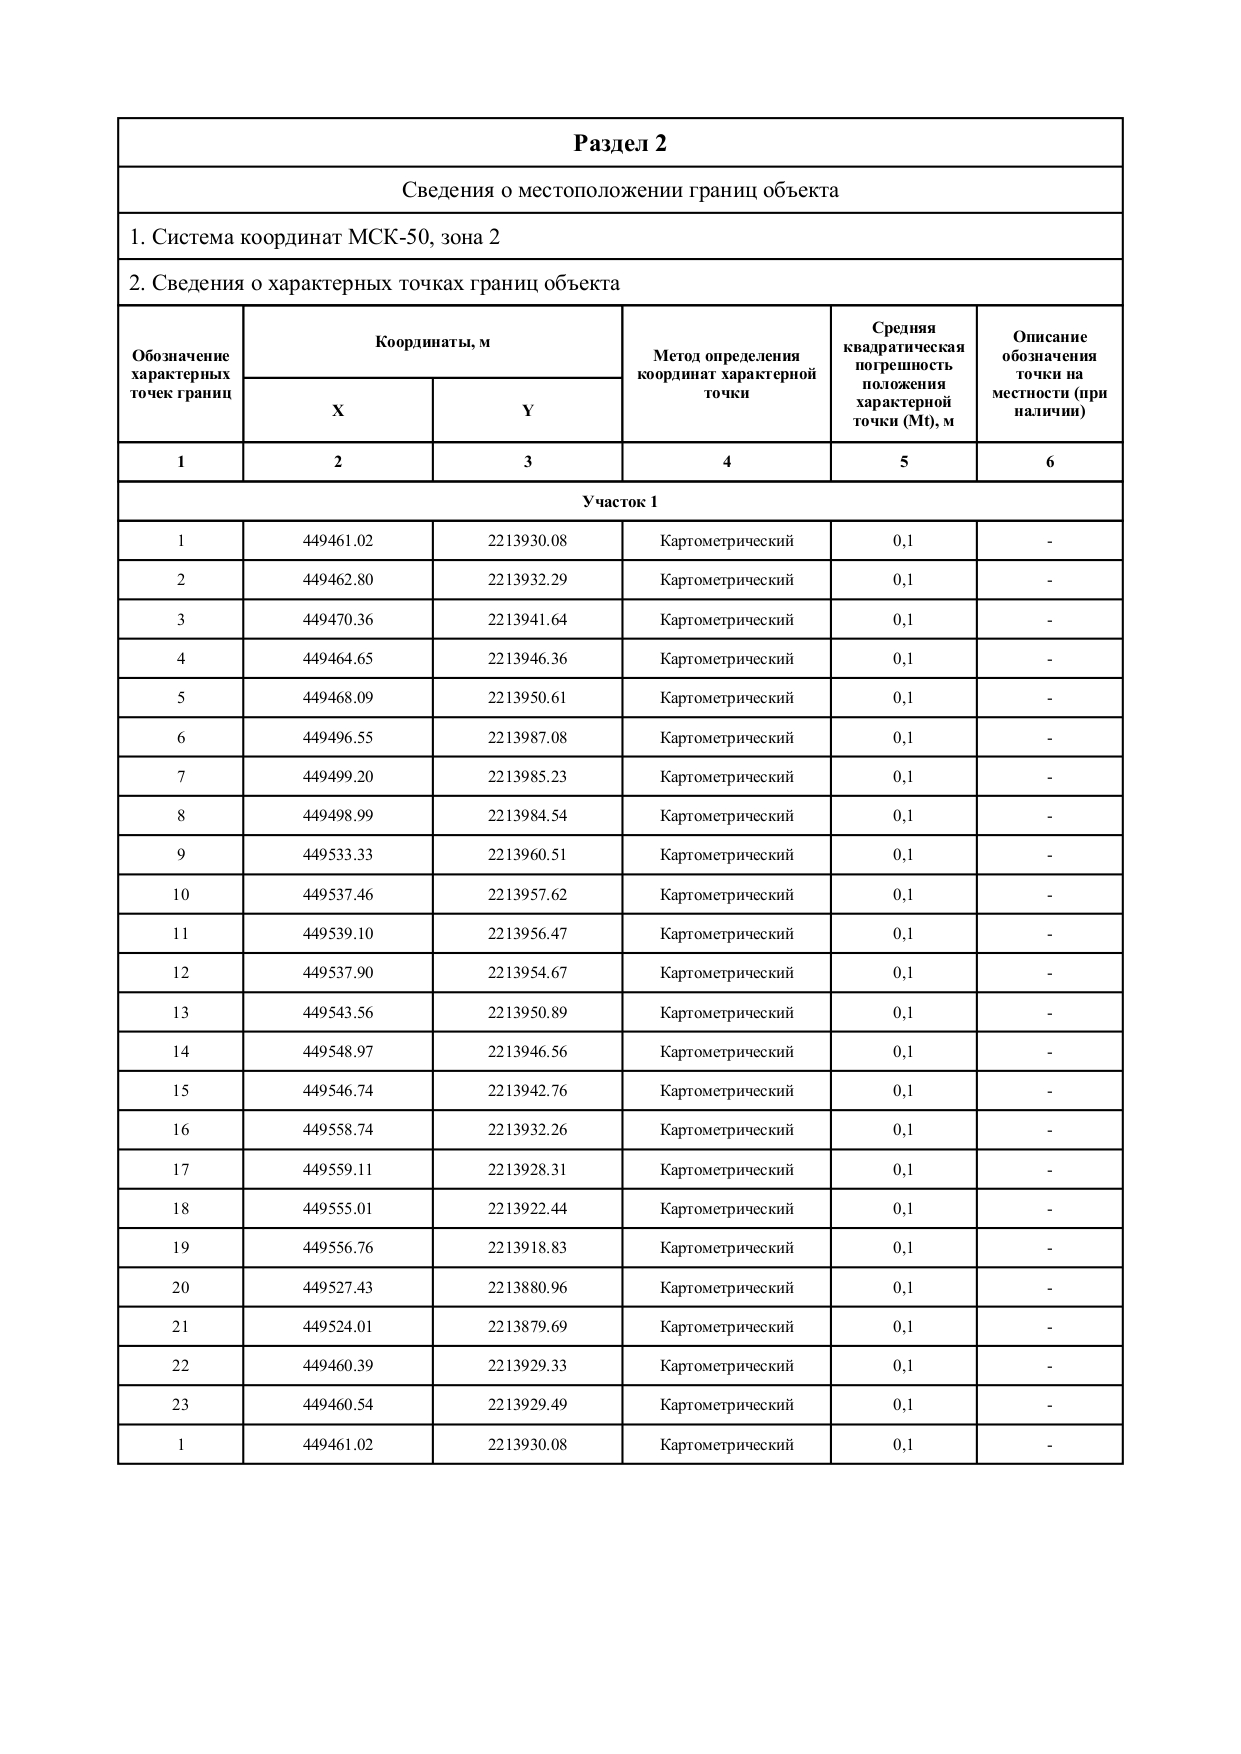 Раздел 2
Сведения о местоположении границ объекта
1. Система координат МСК-50, зона 2
2. Сведения о характерных точках границ объекта
Обозначение
характерных
точек границ
Координаты, м
X
Y
Метод определения
координат характерной
точки
Средняя
квадратическая
погрешность
положения
характерной
точки (Mt), м
Описание
обозначения
точки на
местности (при
наличии)
1 2 3 4 5 6
Участок 1
1 449461.02 2213930.08 Картометрический 0,1 -
2 449462.80 2213932.29 Картометрический 0,1 -
3 449470.36 2213941.64 Картометрический 0,1 -
4 449464.65 2213946.36 Картометрический 0,1 -
5 449468.09 2213950.61 Картометрический 0,1 -
6 449496.55 2213987.08 Картометрический 0,1 -
7 449499.20 2213985.23 Картометрический 0,1 -
8 449498.99 2213984.54 Картометрический 0,1 -
9 449533.33 2213960.51 Картометрический 0,1 -
10 449537.46 2213957.62 Картометрический 0,1 -
11 449539.10 2213956.47 Картометрический 0,1 -
12 449537.90 2213954.67 Картометрический 0,1 -
13 449543.56 2213950.89 Картометрический 0,1 -
14 449548.97 2213946.56 Картометрический 0,1 -
15 449546.74 2213942.76 Картометрический 0,1 -
16 449558.74 2213932.26 Картометрический 0,1 -
17 449559.11 2213928.31 Картометрический 0,1 -
18 449555.01 2213922.44 Картометрический 0,1 -
19 449556.76 2213918.83 Картометрический 0,1 -
20 449527.43 2213880.96 Картометрический 0,1 -
21 449524.01 2213879.69 Картометрический 0,1 -
22 449460.39 2213929.33 Картометрический 0,1 -
23 449460.54 2213929.49 Картометрический 0,1 -
1 449461.02 2213930.08 Картометрический 0,1 -